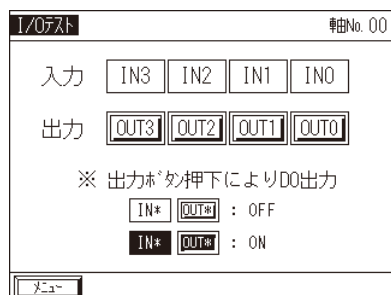 I/Oテスト 軸No. 00
入力 IN3 IN2 IN1 IN0
出力 OUT3 OUT2 OUT1 OUT0
※ 出力ボタン押下によりDO出力
IN* OUT* : OFF
IN* OUT* : ON
メニュー